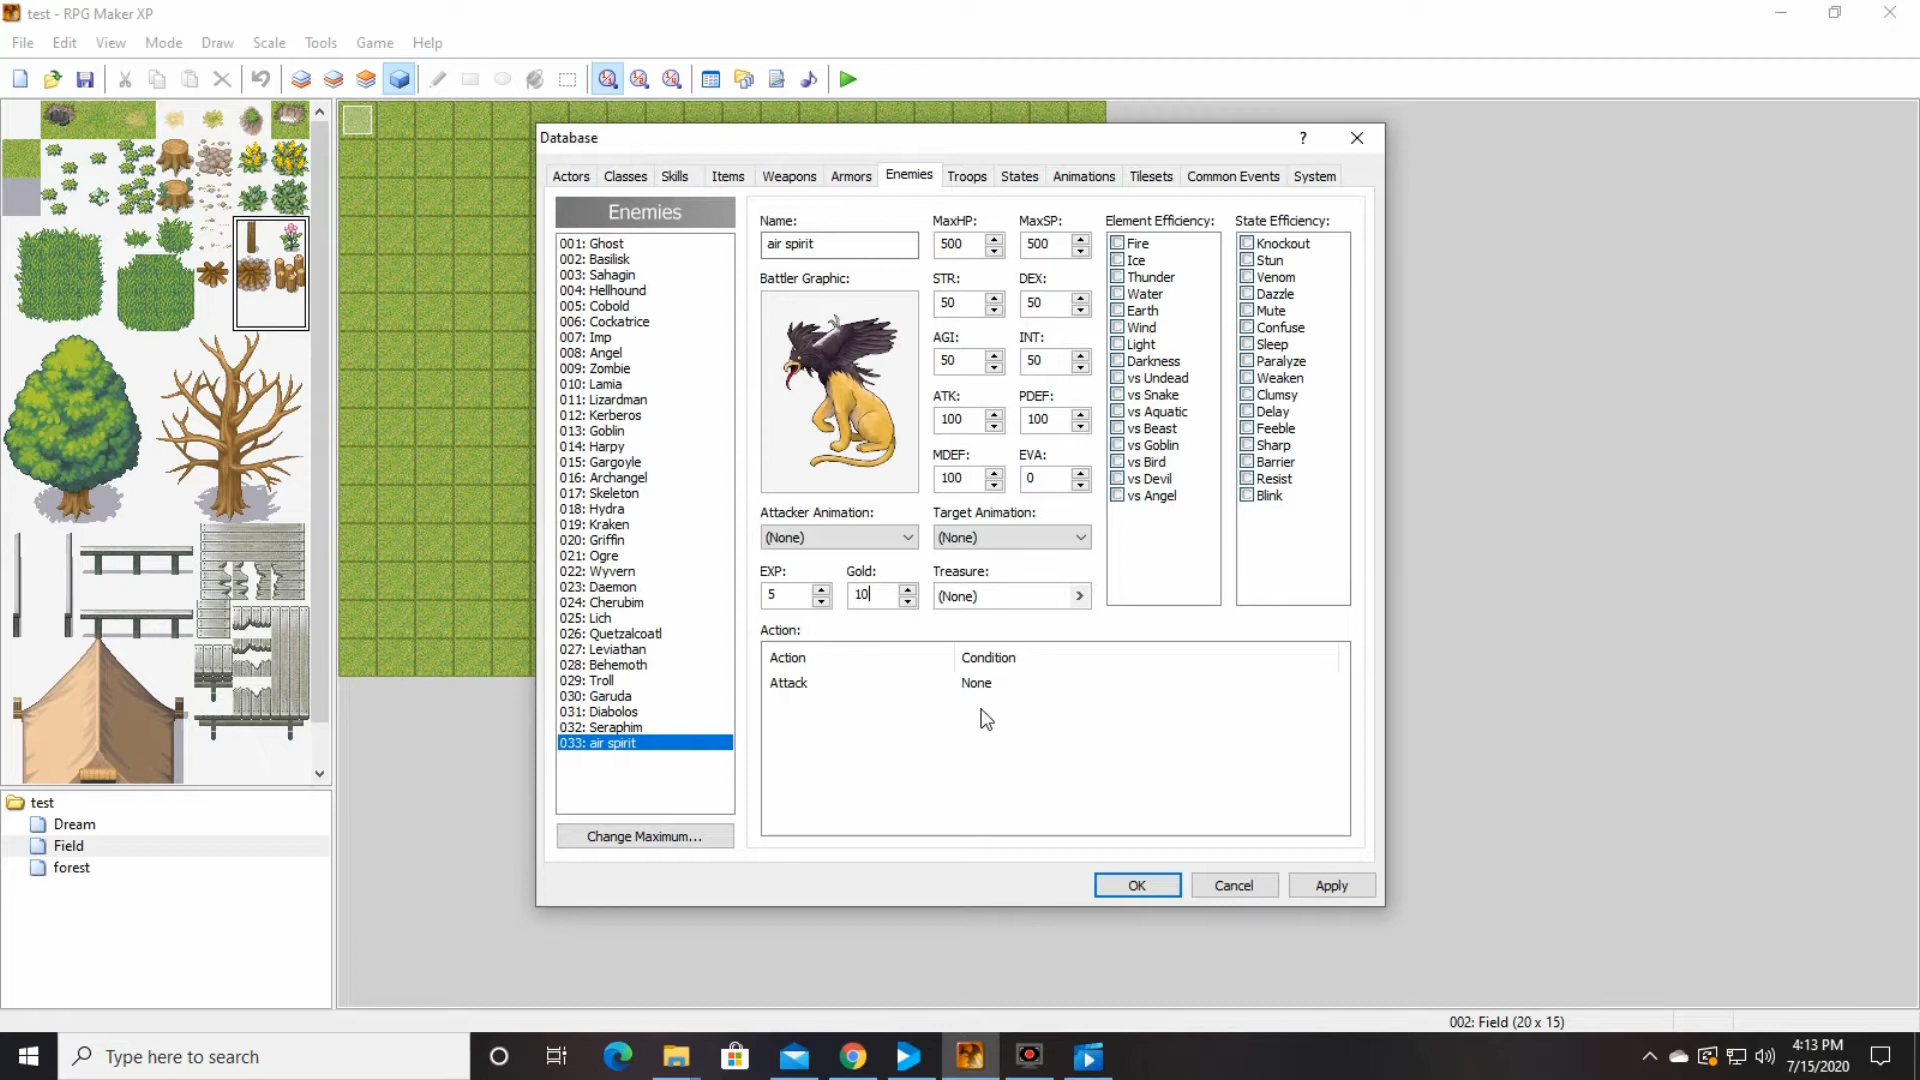 test - RPG Maker XP
File Edit View Mode Draw Scale Tools Game Help
Database
?
Actors Classes Skills Items Weapons Armors Enemies Troops States Animations Tilesets Common Events System
Enemies
001: Ghost
002: Basilisk
003: Sahagin
004: Hellhound
005: Cobold
006: Cockatrice
007: Imp
008: Angel
009: Zombie
010: Lamia
011: Lizardman
012: Kerberos
013: Goblin
014: Harpy
015: Gargoyle
016: Archangel
017: Skeleton
018: Hydra
019: Kraken
020: Griffin
021: Ogre
022: Wyvern
023: Daemon
024: Cherubim
025: Lich
026: Quetzalcoatl
027: Leviathan
028: Behemoth
029: Troll
030: Garuda
031: Diabolos
032: Seraphim
033: air spirit
Change Maximum...
Name:
air spirit
Battler Graphic:
MaxHP: MaxSP:
500 500
STR: DEX:
50 50
AGI: INT:
50 50
ATK: PDEF:
100 100
MDEF: EVA:
100 0
Attacker Animation: Target Animation:
(None) (None)
EXP: Gold: Treasure:
5 10 (None)
Element Efficiency:
Fire
Ice
Thunder
Water
Earth
Wind
Light
Darkness
vs Undead
vs Snake
vs Aquatic
vs Beast
vs Goblin
vs Bird
vs Devil
vs Angel
State Efficiency:
Knockout
Stun
Venom
Dazzle
Mute
Confuse
Sleep
Paralyze
Weaken
Clumsy
Delay
Feeble
Sharp
Barrier
Resist
Blink
Action:
Action Condition
Attack None
OK Cancel Apply
test
Dream
Field
forest
002: Field (20 x 15)
Type here to search
4:13 PM
7/15/2020